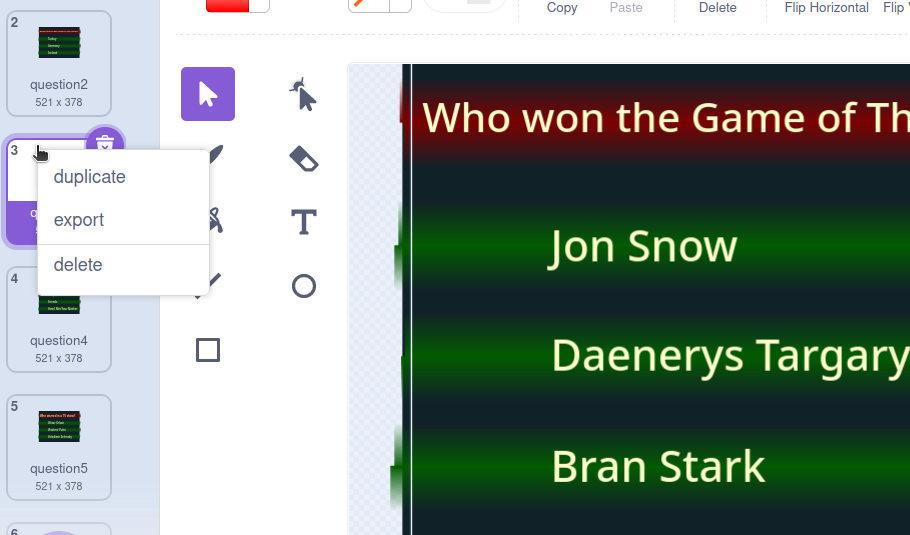 Copy Paste Delete Flip Horizontal Flip
2
question2
521 x 378
3
duplicate
export
delete
4
question4
521 x 378
5
question5
521 x 378
6
Who won the Game of Th
Jon Snow
Daenerys Targary
Bran Stark